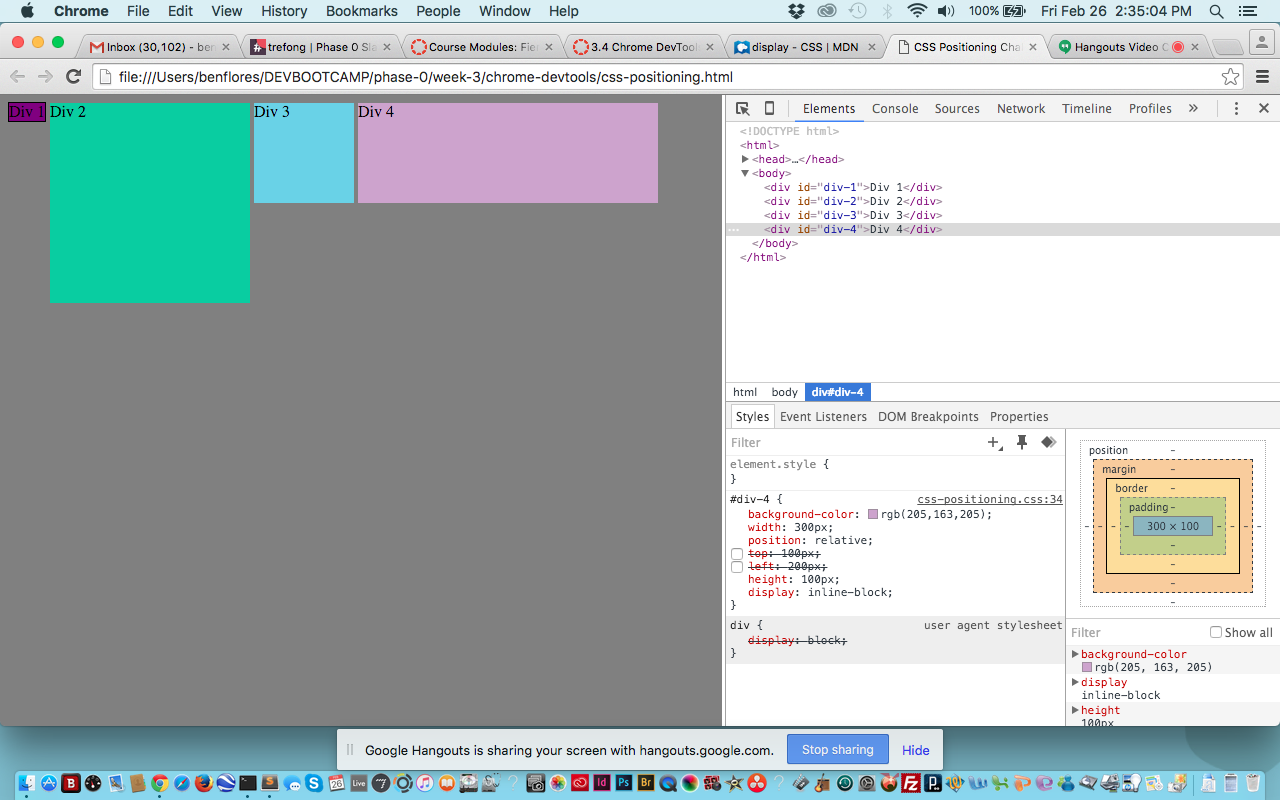 Chrome File Edit View History Bookmarks People Window Help 100% Fri Feb 26 2:35:04 PM
Inbox (30,102) - ben × trefong | Phase 0 Sla × Course Modules: Fier × 3.4 Chrome DevTool × display - CSS | MDN × CSS Positioning Cha × Hangouts Video C ×
file:///Users/benflores/DEVBOOTCAMP/phase-0/week-3/chrome-devtools/css-positioning.html
Div 1 Div 2 Div 3 Div 4
Elements Console Sources Network Timeline Profiles »
<!DOCTYPE html>
<html>
<head>…</head>
<body>
<div id="div-1">Div 1</div>
<div id="div-2">Div 2</div>
<div id="div-3">Div 3</div>
<div id="div-4">Div 4</div>
</body>
</html>
html body div#div-4
Styles Event Listeners DOM Breakpoints Properties
Filter
element.style {
}
#div-4 { css-positioning.css:34
background-color: rgb(205,163,205);
width: 300px;
position: relative;
top: 100px;
left: 200px;
height: 100px;
display: inline-block;
}
div { user agent stylesheet
display: block;
}
position -
margin -
border -
padding -
- - - - 300 × 100 - - - -
-
-
-
-
Filter Show all
background-color
rgb(205, 163, 205)
display
inline-block
height
100px
Google Hangouts is sharing your screen with hangouts.google.com. Stop sharing Hide